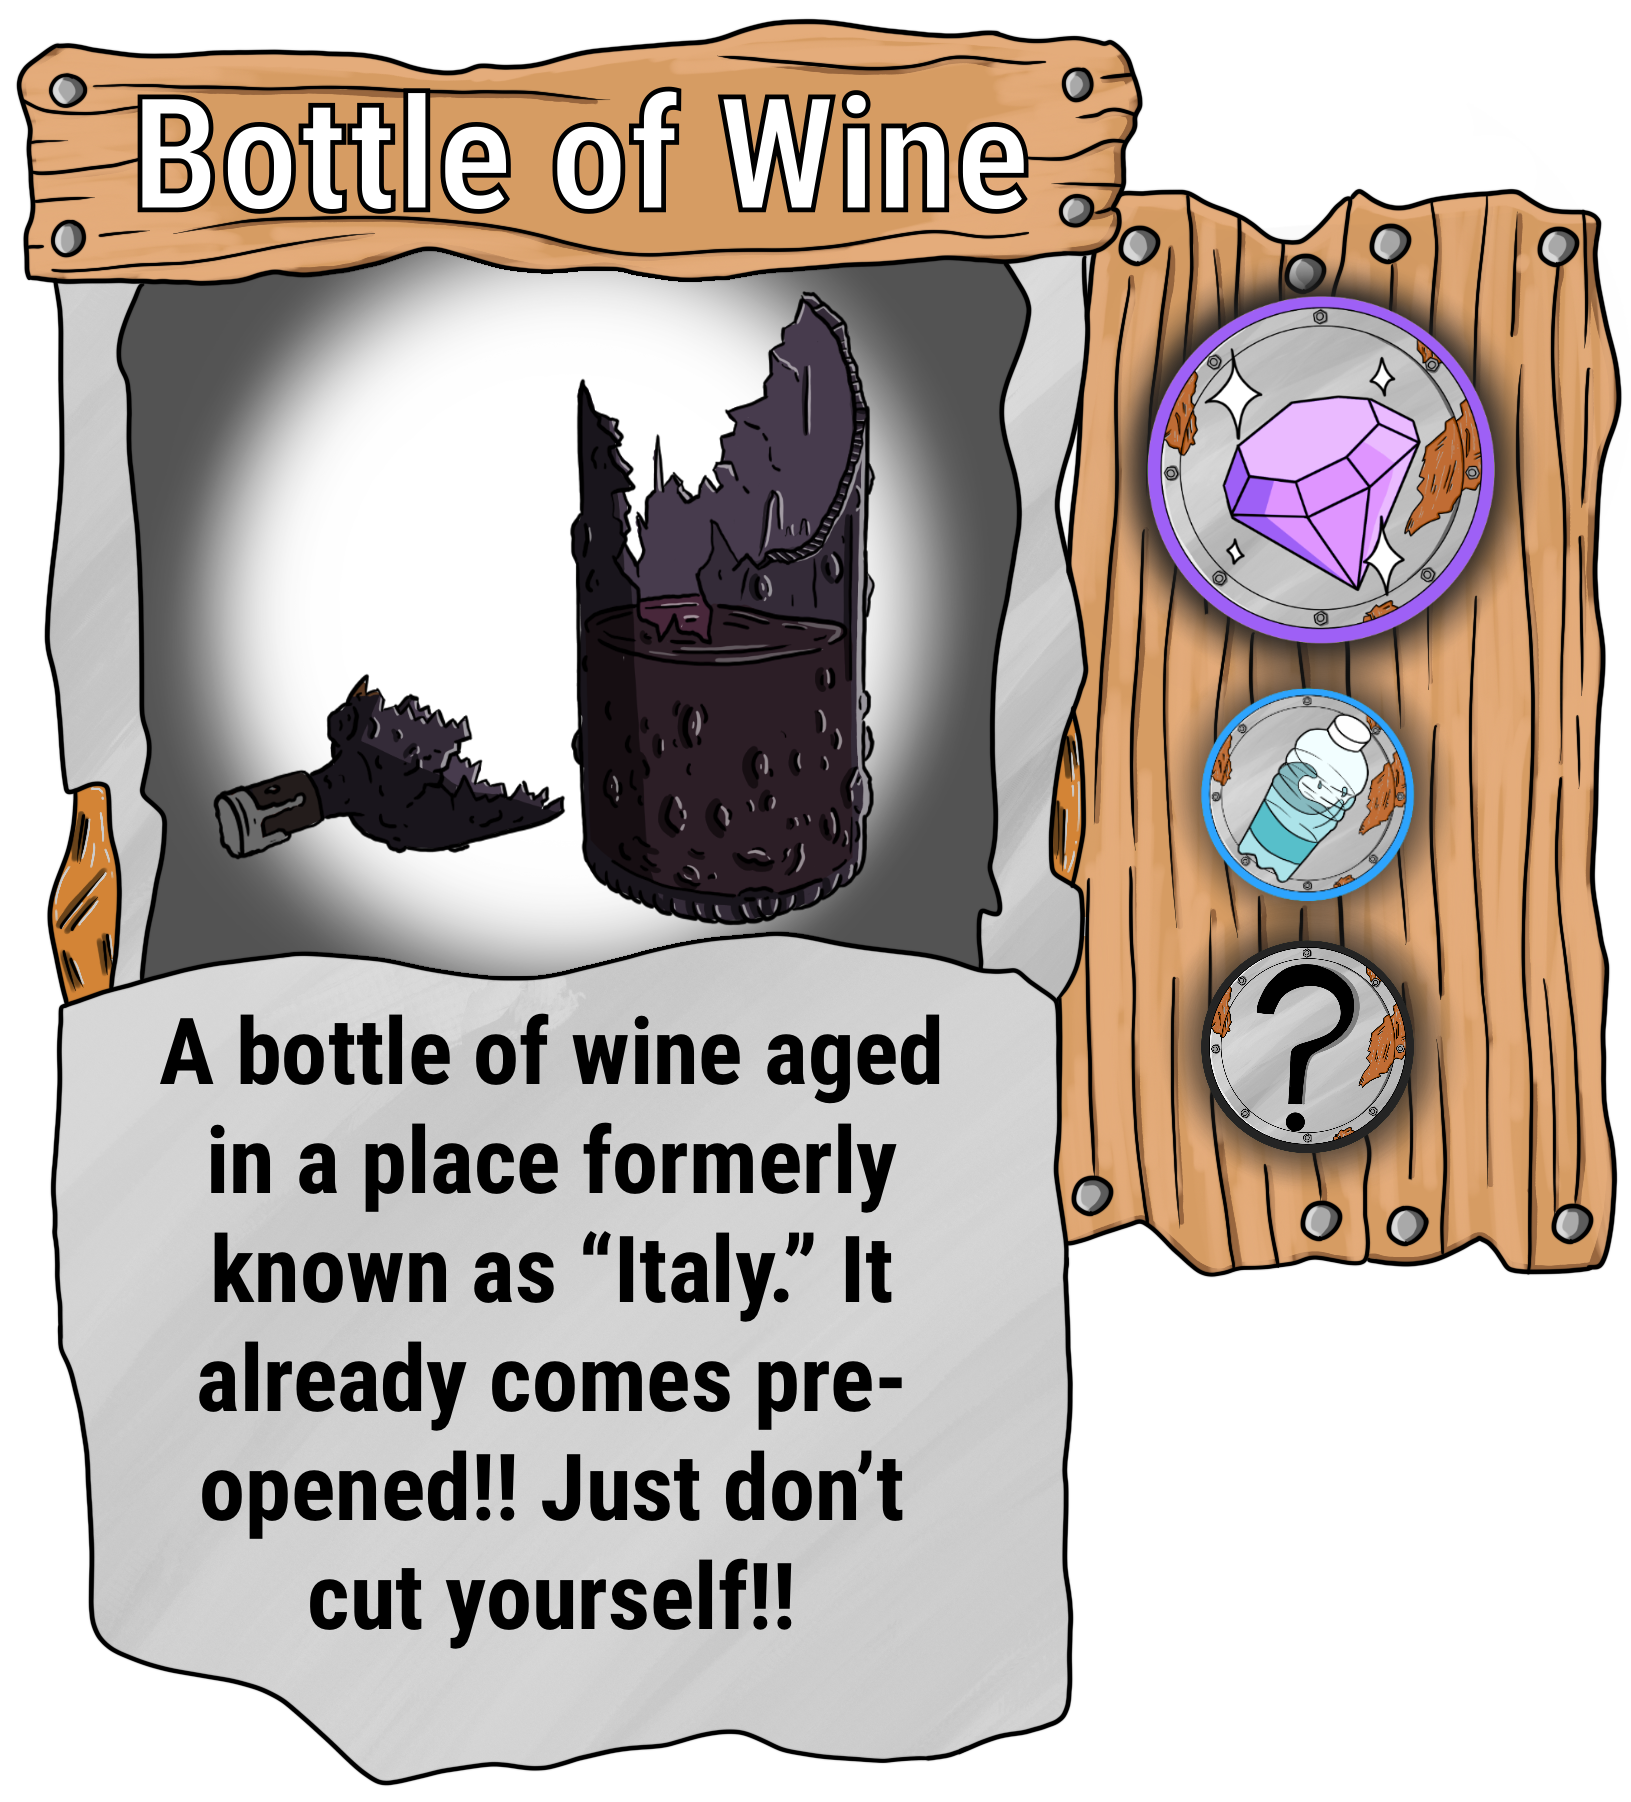 Bottle of Wine
A bottle of wine aged
in a place formerly
known as “Italy.” It
already comes pre-
opened!! Just don’t
cut yourself!!
?